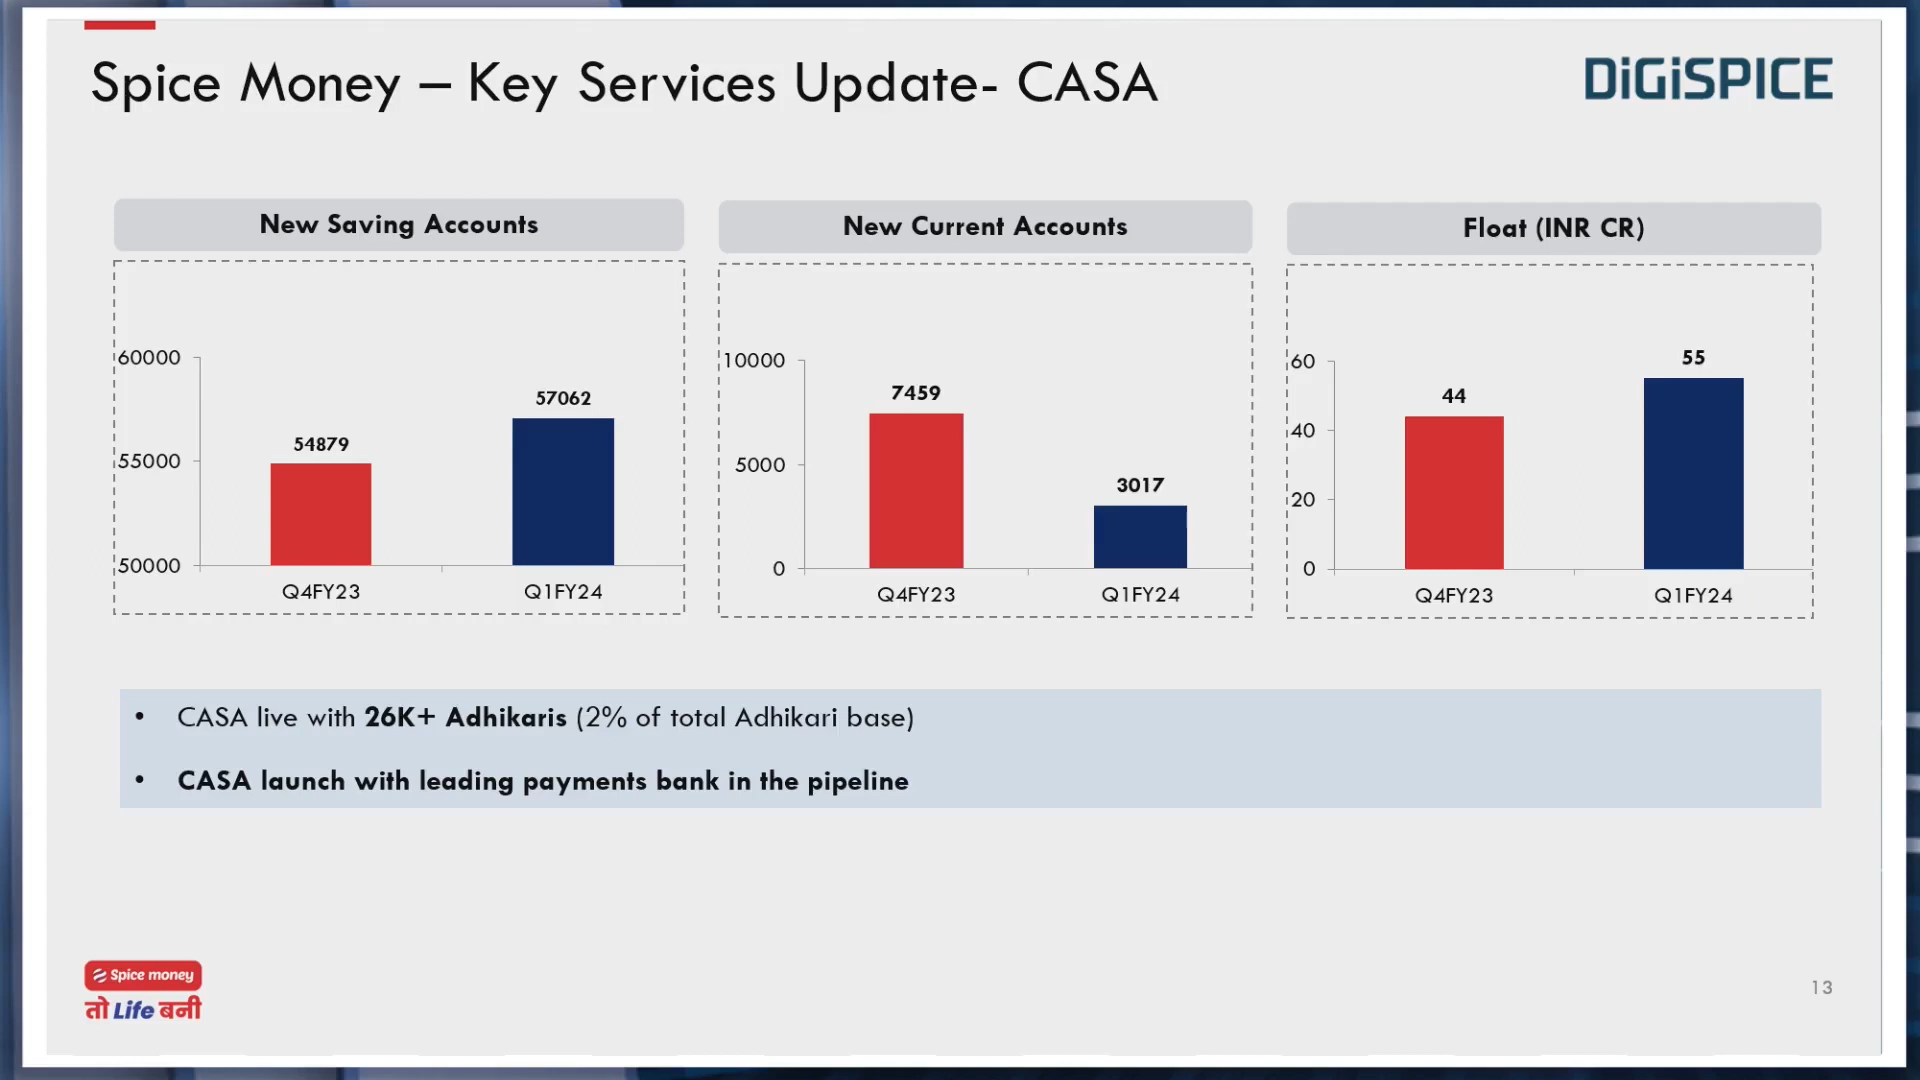 Spice Money – Key Services Update- CASA
DiGiSPICE
New Saving Accounts
60000
55000
50000
54879
57062
Q4FY23
Q1FY24
New Current Accounts
10000
5000
0
7459
3017
Q4FY23
Q1FY24
Float (INR CR)
60
40
20
0
44
55
Q4FY23
Q1FY24
• CASA live with 26K+ Adhikaris (2% of total Adhikari base)
• CASA launch with leading payments bank in the pipeline
Spice money
तो Life बनी
13